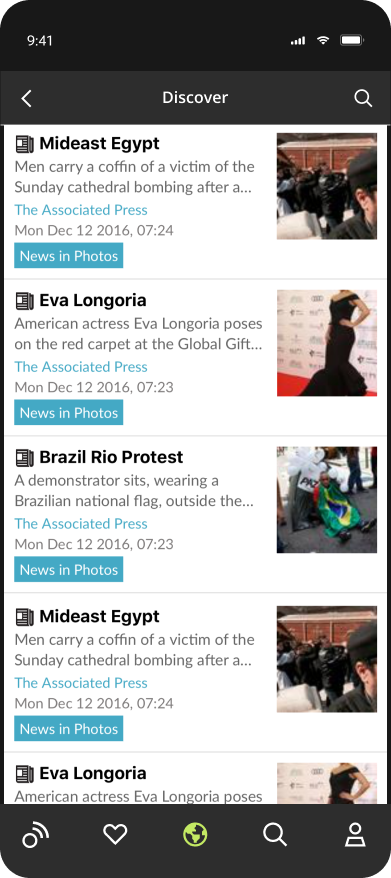 9:41
Discover
Mideast Egypt
Men carry a coffin of a victim of the
Sunday cathedral bombing after a...
The Associated Press
Mon Dec 12 2016, 07:24
News in Photos
Eva Longoria
American actress Eva Longoria poses
on the red carpet at the Global Gift...
The Associated Press
Mon Dec 12 2016, 07:23
News in Photos
Brazil Rio Protest
A demonstrator sits, wearing a
Brazilian national flag, outside the...
The Associated Press
Mon Dec 12 2016, 07:23
News in Photos
Mideast Egypt
Men carry a coffin of a victim of the
Sunday cathedral bombing after a...
The Associated Press
Mon Dec 12 2016, 07:24
News in Photos
Eva Longoria
American actress Eva Longoria poses